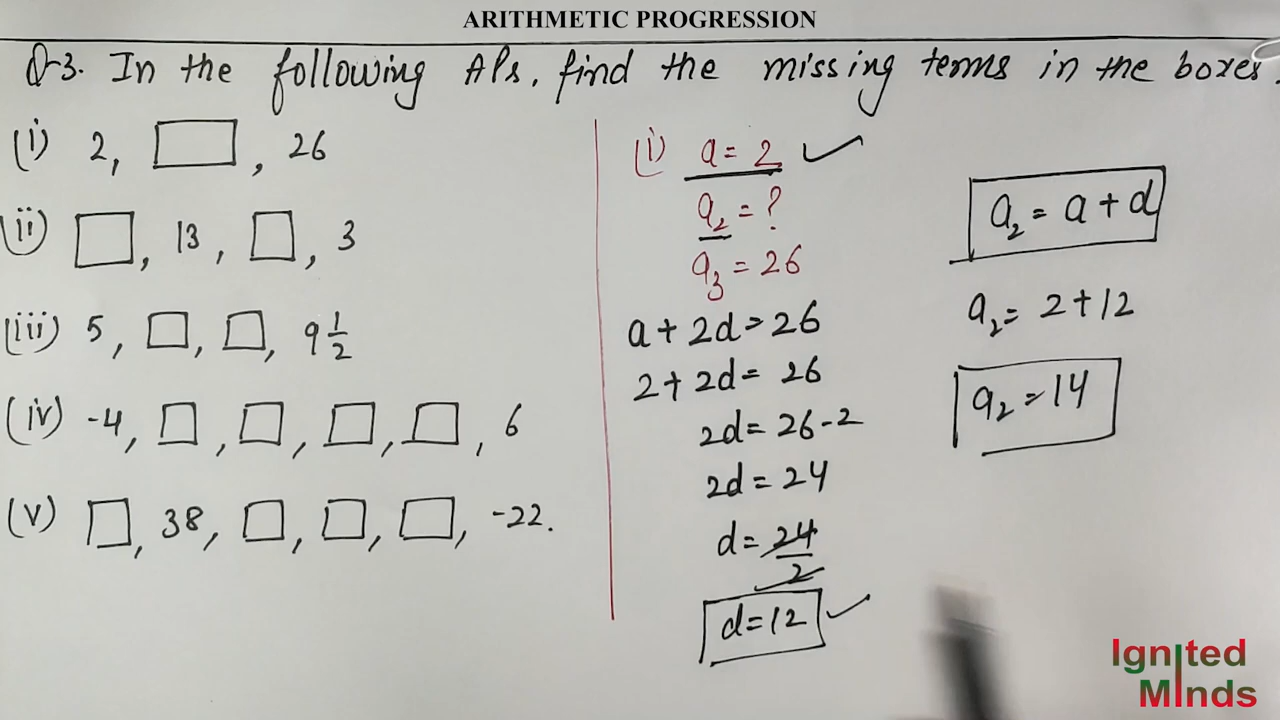 ARITHMETIC PROGRESSION
Q-3. In the following APs, find the missing terms in the boxes.
(i) 2, □, 26
(ii) □, 13, □, 3
(iii) 5, □, □, 9 1/2
(iv) -4, □, □, □, □, 6
(v) □, 38, □, □, □, -22.
(i) a = 2
a₂ = ?
a₃ = 26
a + 2d = 26
2 + 2d = 26
2d = 26 - 2
2d = 24
d = 24/2
d = 12
a₂ = a + d
a₂ = 2 + 12
a₂ = 14
Ignited
Minds